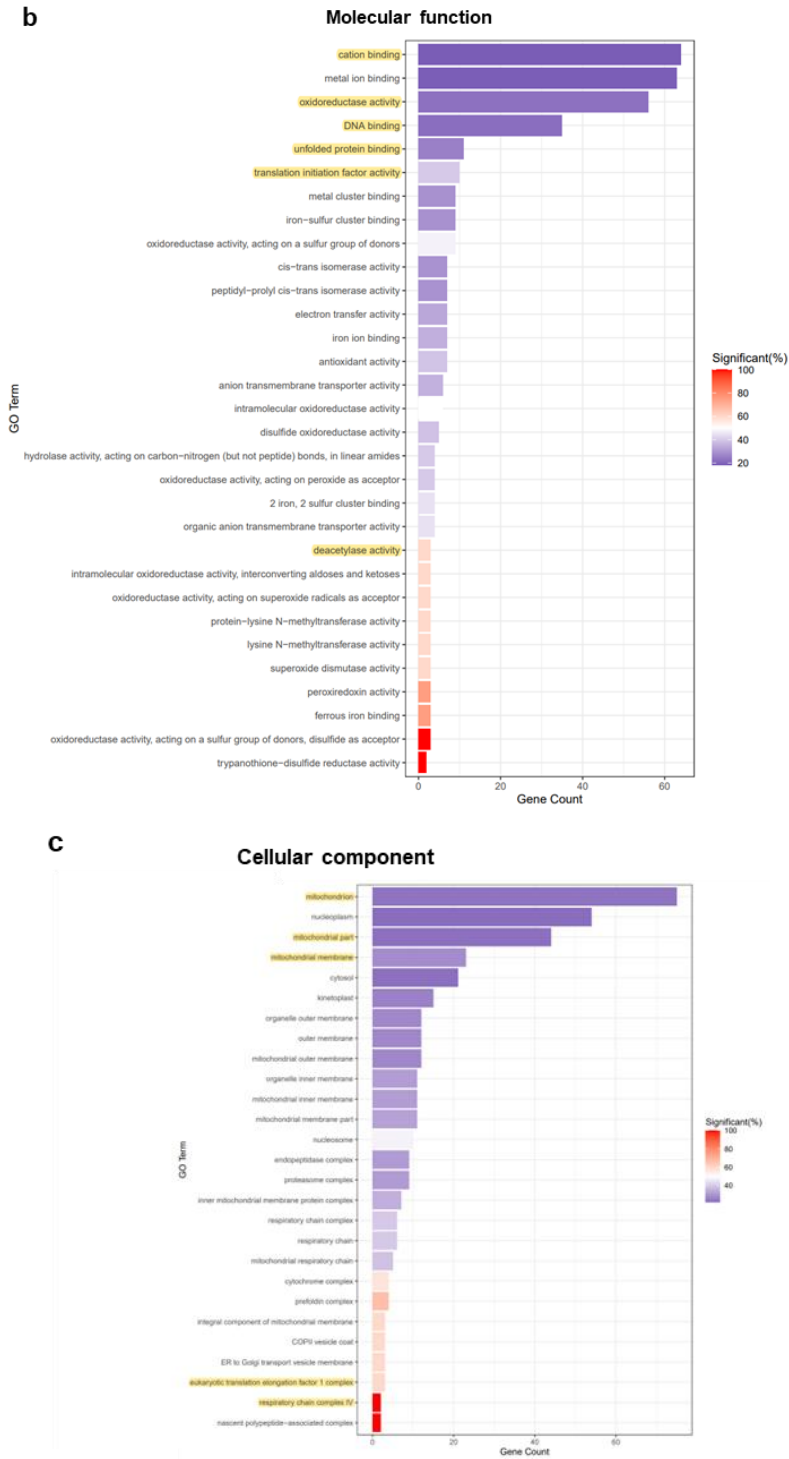 b
Molecular function
cation binding
metal ion binding
oxidoreductase activity
DNA binding
unfolded protein binding
translation initiation factor activity
metal cluster binding
iron−sulfur cluster binding
oxidoreductase activity, acting on a sulfur group of donors
cis−trans isomerase activity
peptidyl−prolyl cis−trans isomerase activity
electron transfer activity
iron ion binding
antioxidant activity
anion transmembrane transporter activity
intramolecular oxidoreductase activity
disulfide oxidoreductase activity
hydrolase activity, acting on carbon−nitrogen (but not peptide) bonds, in linear amides
oxidoreductase activity, acting on peroxide as acceptor
2 iron, 2 sulfur cluster binding
organic anion transmembrane transporter activity
deacetylase activity
intramolecular oxidoreductase activity, interconverting aldoses and ketoses
oxidoreductase activity, acting on superoxide radicals as acceptor
protein−lysine N−methyltransferase activity
lysine N−methyltransferase activity
superoxide dismutase activity
peroxiredoxin activity
ferrous iron binding
oxidoreductase activity, acting on a sulfur group of donors, disulfide as acceptor
trypanothione−disulfide reductase activity
GO Term
0 20 40 60
Gene Count
Significant(%)
100
80
60
40
20
c
Cellular component
mitochondrion
nucleoplasm
mitochondrial part
mitochondrial membrane
cytosol
kinetoplast
organelle outer membrane
outer membrane
mitochondrial outer membrane
organelle inner membrane
mitochondrial inner membrane
mitochondrial membrane part
nucleosome
endopeptidase complex
proteasome complex
inner mitochondrial membrane protein complex
respiratory chain complex
respiratory chain
mitochondrial respiratory chain
cytochrome complex
prefoldin complex
integral component of mitochondrial membrane
COPII vesicle coat
ER to Golgi transport vesicle membrane
eukaryotic translation elongation factor 1 complex
respiratory chain complex IV
nascent polypeptide−associated complex
GO Term
0 20 40 60
Gene Count
Significant(%)
100
80
60
40